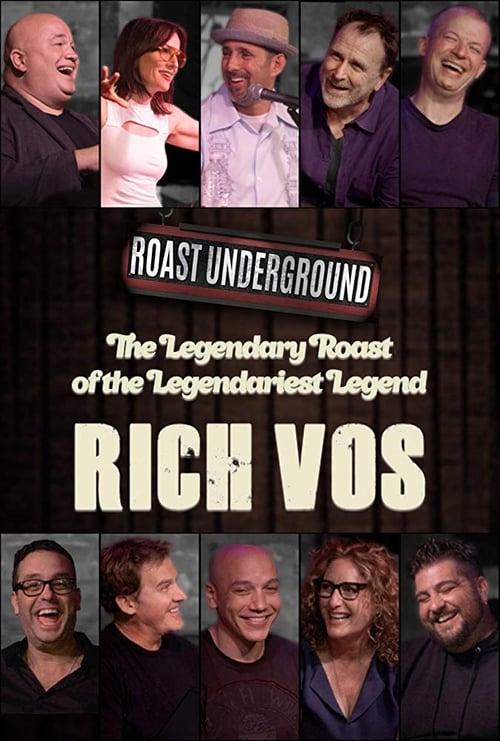 ROAST UNDERGROUND
The Legendary Roast
of the Legendariest Legend
RICH VOS